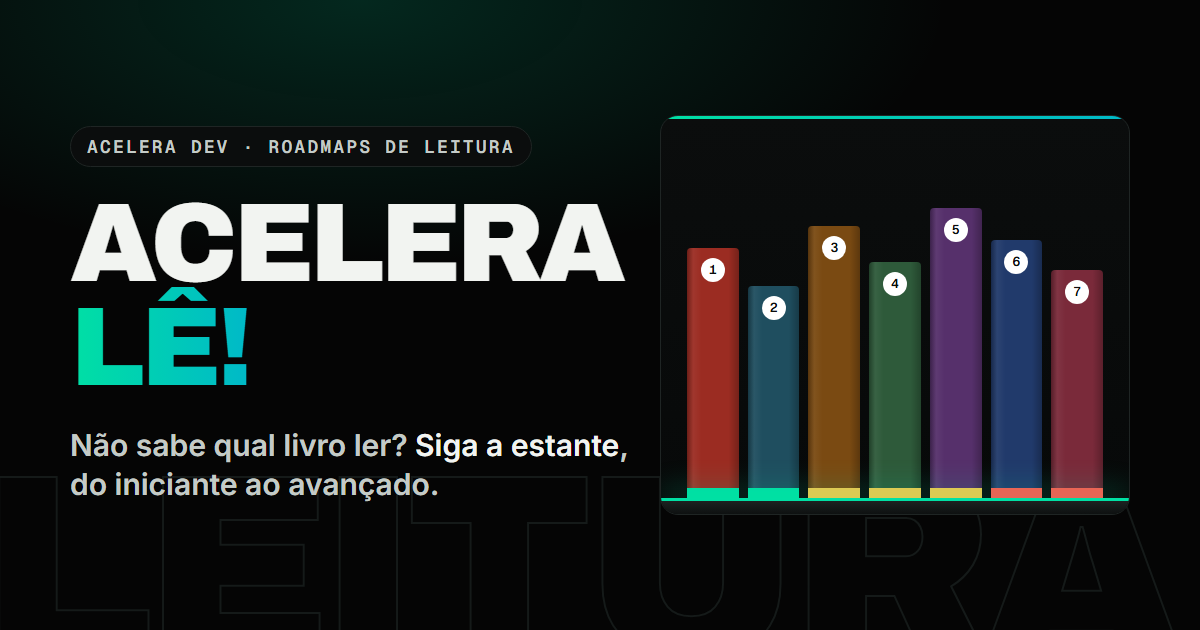 ACELERA DEV · ROADMAPS DE LEITURA
ACELERA
LÊ!
Não sabe qual livro ler? Siga a estante,
do iniciante ao avançado.
1
2
3
4
5
6
7
LEITURA